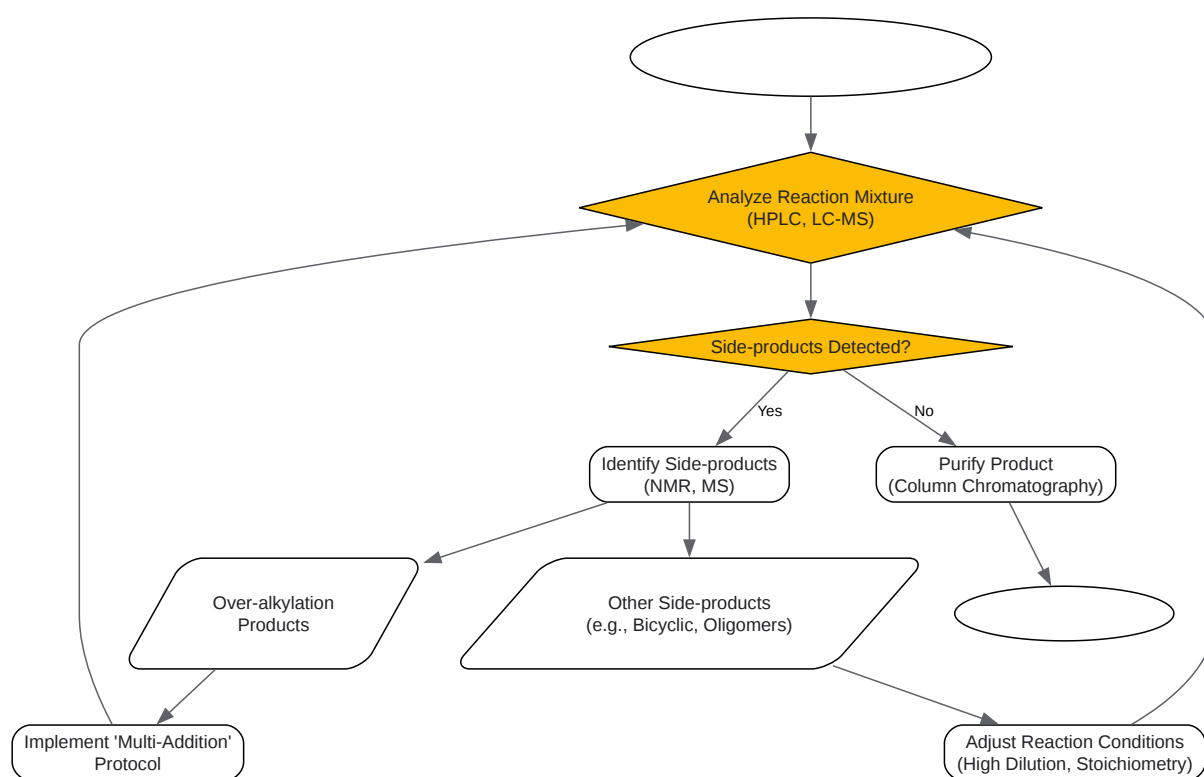 Analyze Reaction Mixture
(HPLC, LC-MS)
Side-products Detected?
Yes
No
Identify Side-products
(NMR, MS)
Purify Product
(Column Chromatography)
Over-alkylation
Products
Other Side-products
(e.g., Bicyclic, Oligomers)
Implement 'Multi-Addition'
Protocol
Adjust Reaction Conditions
(High Dilution, Stoichiometry)